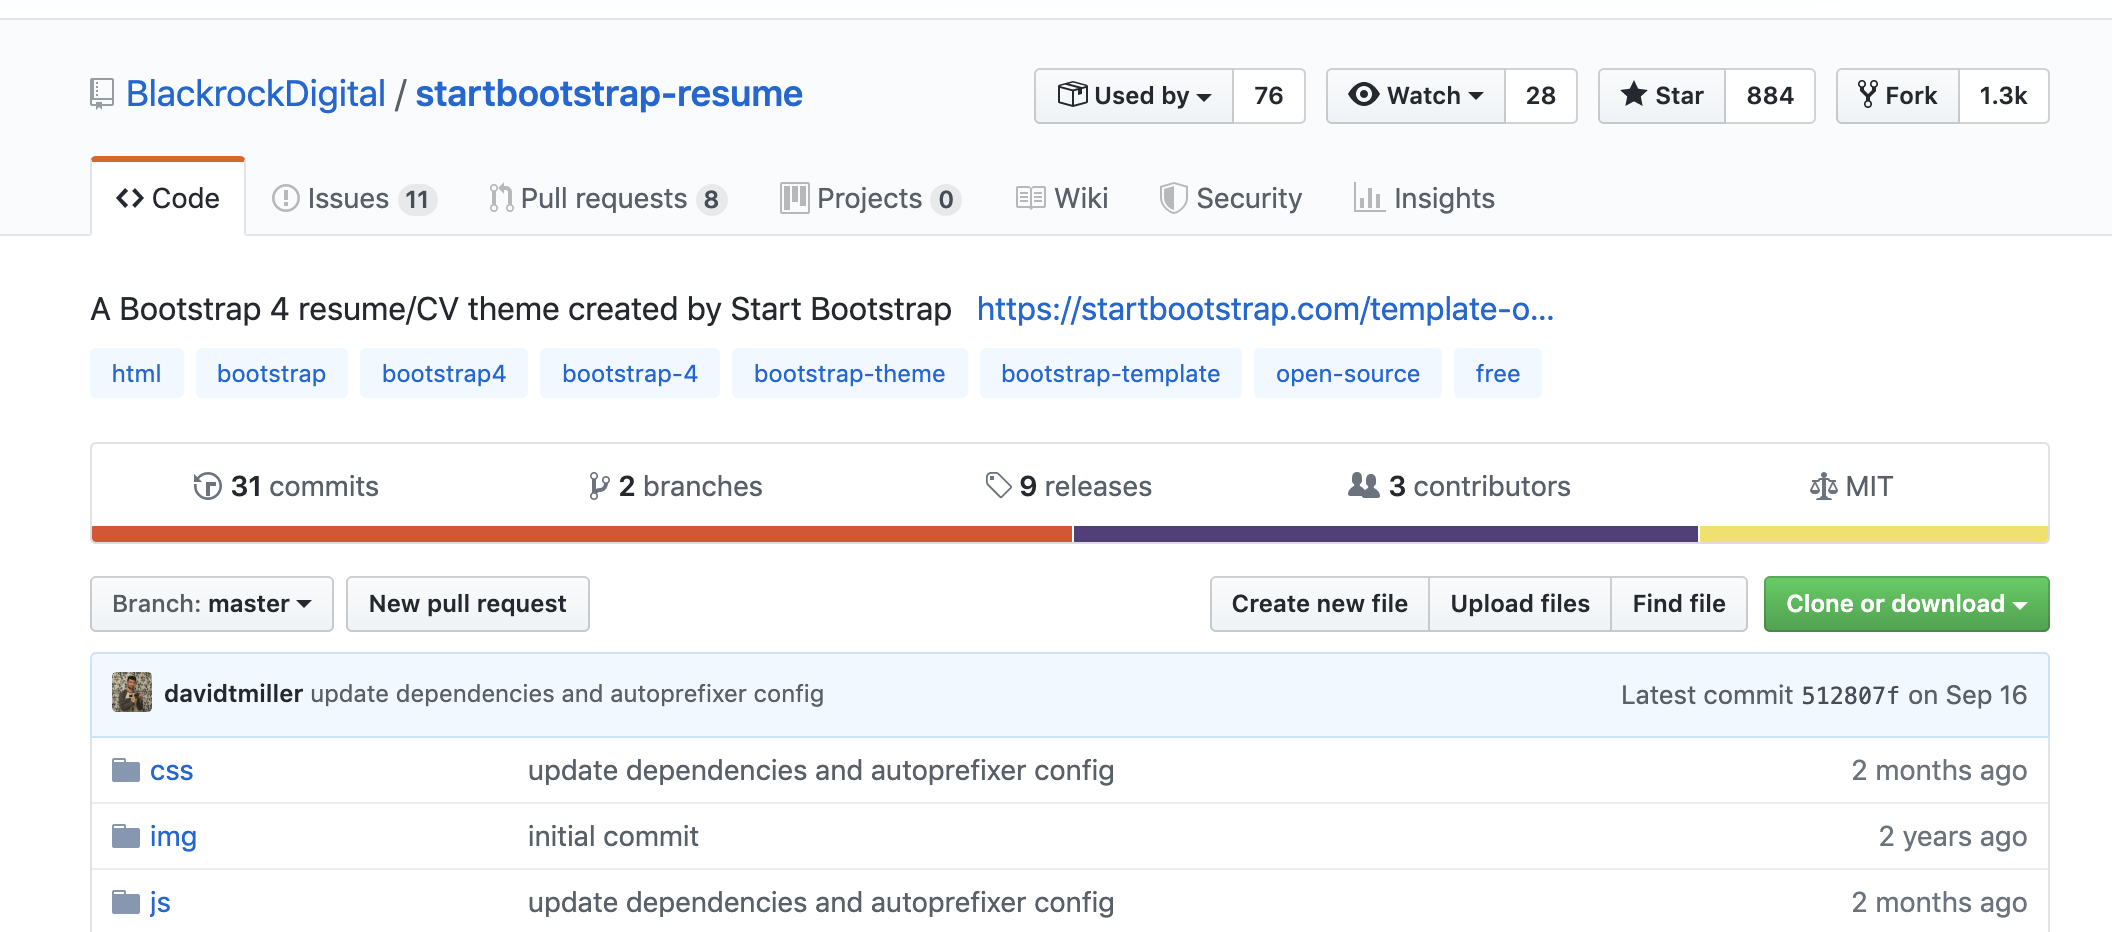 BlackrockDigital / startbootstrap-resume
Used by 76 Watch 28 Star 884 Fork 1.3k
Code Issues 11 Pull requests 8 Projects 0 Wiki Security Insights
A Bootstrap 4 resume/CV theme created by Start Bootstrap https://startbootstrap.com/template-o...
html bootstrap bootstrap4 bootstrap-4 bootstrap-theme bootstrap-template open-source free
31 commits 2 branches 9 releases 3 contributors MIT
Branch: master New pull request Create new file Upload files Find file Clone or download
davidtmiller update dependencies and autoprefixer config Latest commit 512807f on Sep 16
css update dependencies and autoprefixer config 2 months ago
img initial commit 2 years ago
js update dependencies and autoprefixer config 2 months ago